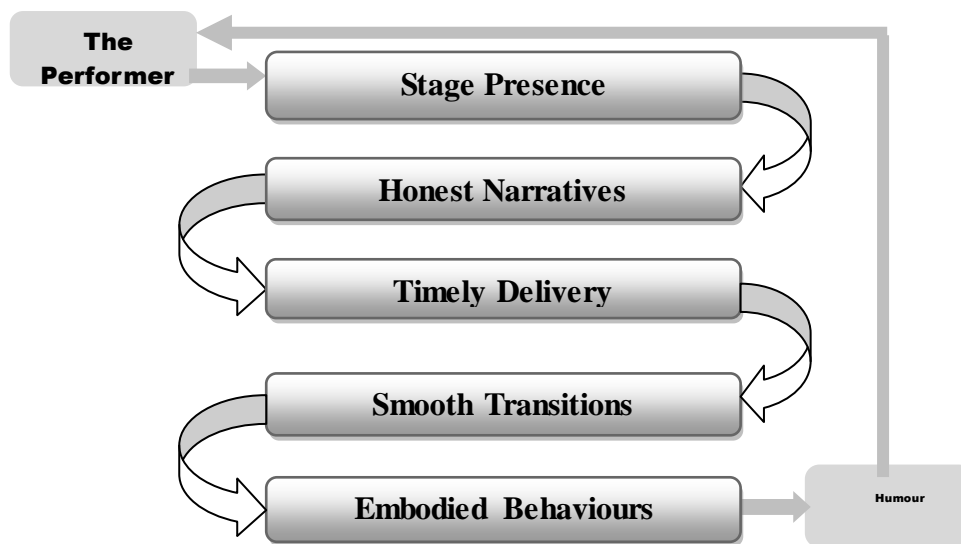 The
Performer
Stage Presence
Honest Narratives
Timely Delivery
Smooth Transitions
Embodied Behaviours
Humour